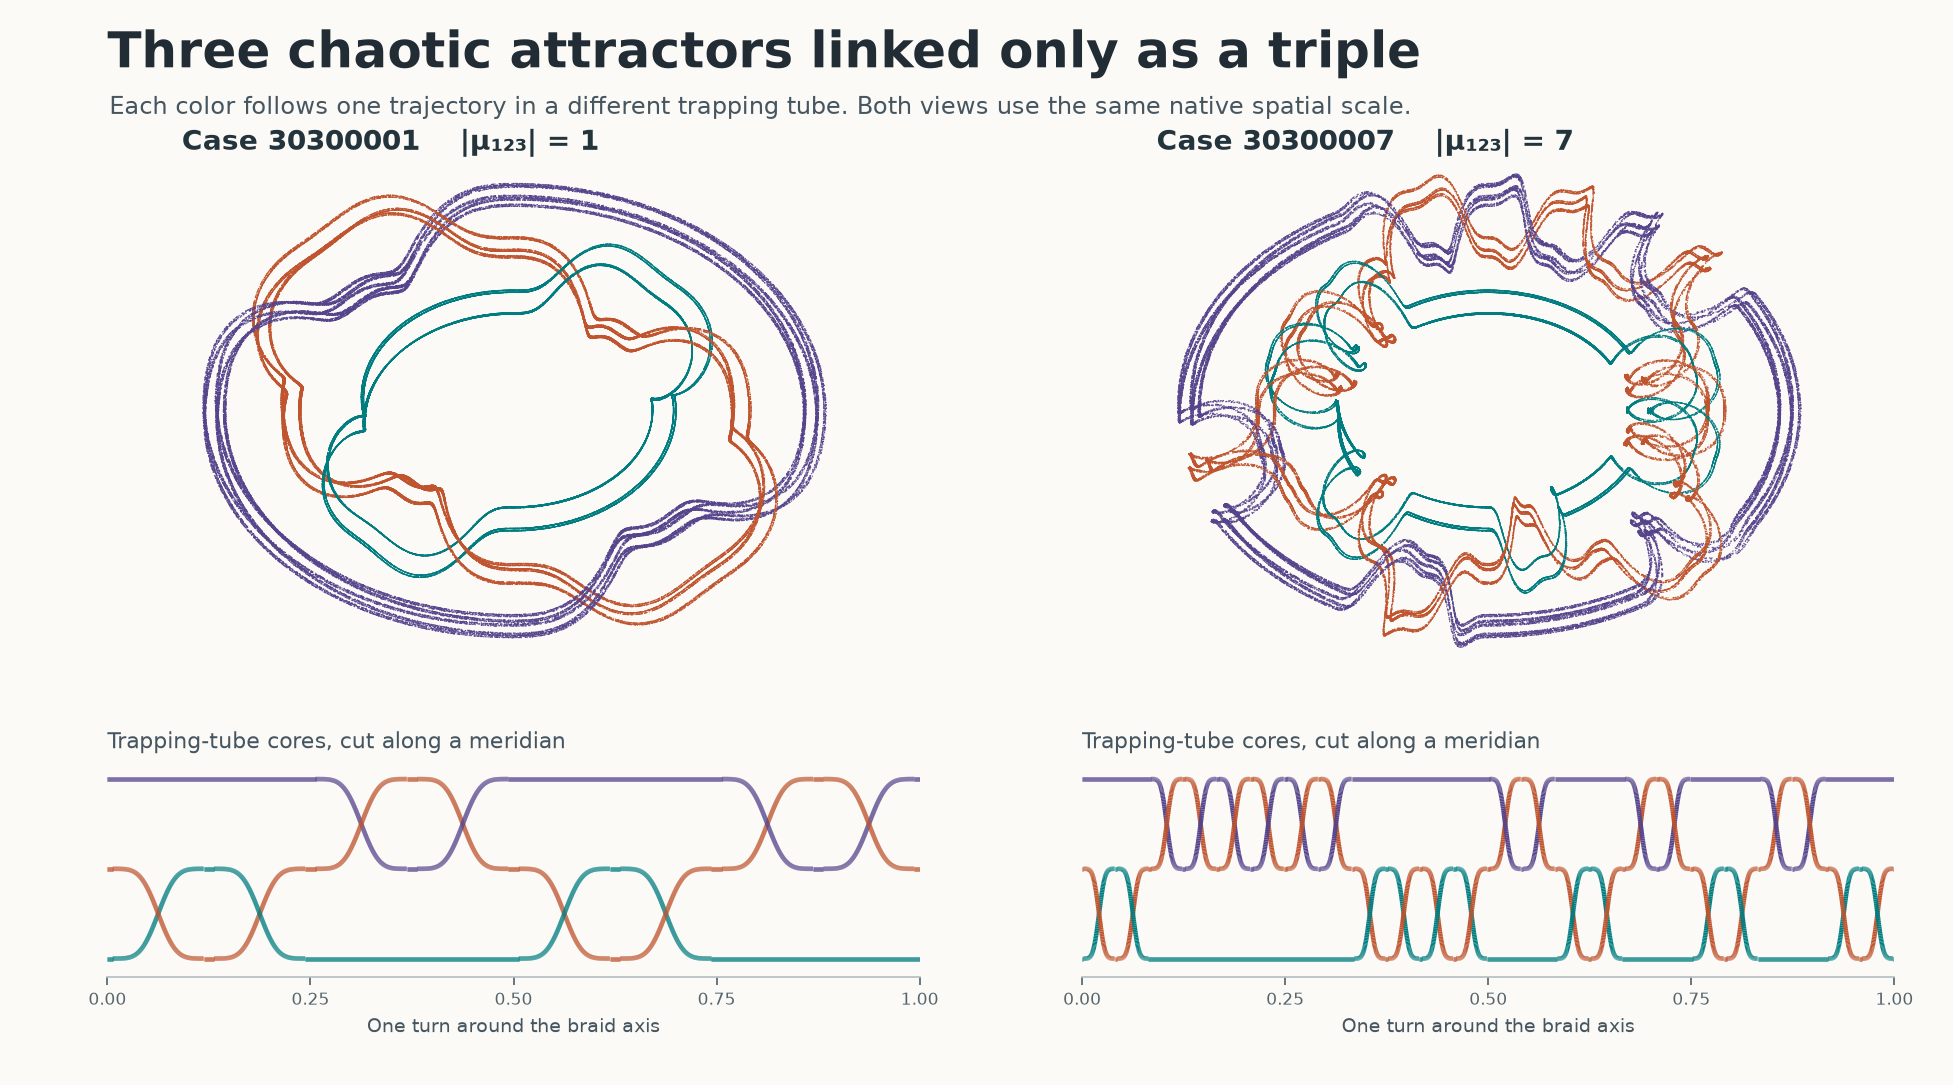 Three chaotic attractors linked only as a triple
Each color follows one trajectory in a different trapping tube. Both views use the same native spatial scale.
Case 30300001 |μ₁₂₃| = 1
Case 30300007 |μ₁₂₃| = 7
Trapping-tube cores, cut along a meridian
Trapping-tube cores, cut along a meridian
0.00 0.25 0.50 0.75 1.00
0.00 0.25 0.50 0.75 1.00
One turn around the braid axis
One turn around the braid axis